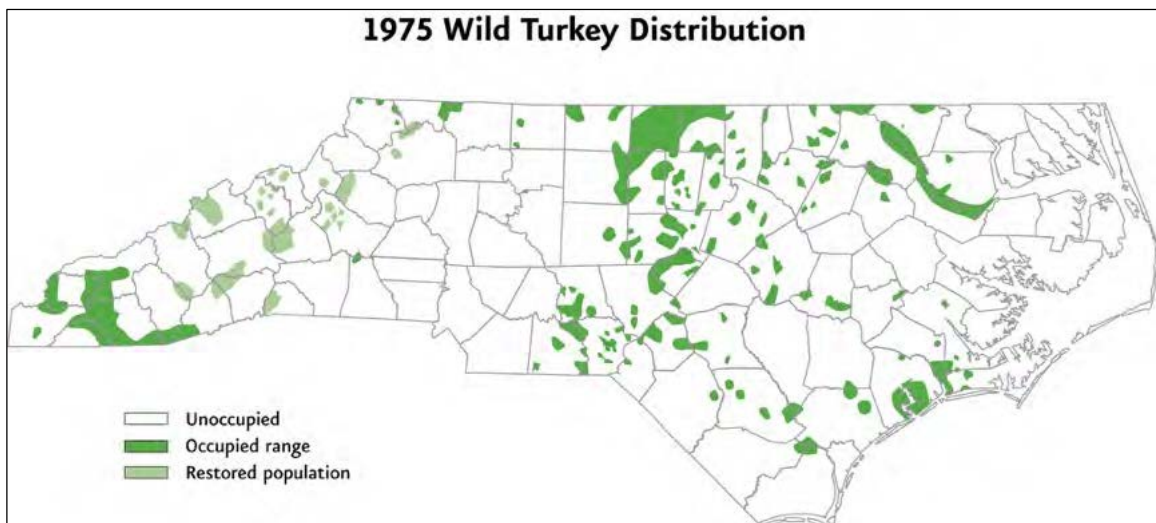 1975 Wild Turkey Distribution
Unoccupied
Occupied range
Restored population